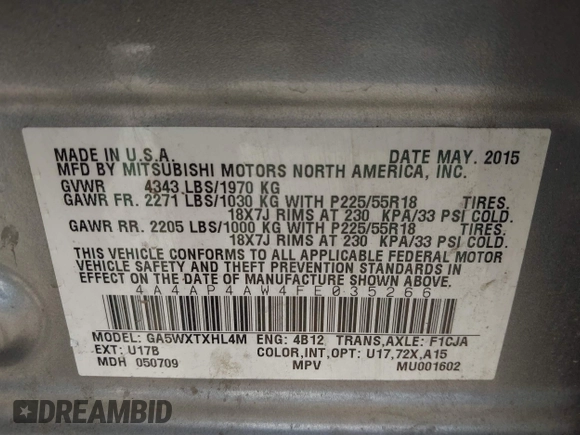 MADE IN U.S.A. DATE MAY. 2015
MFD BY MITSUBISHI MOTORS NORTH AMERICA, INC.
GVWR 4343 LBS/1970 KG
GAWR FR. 2271 LBS/1030 KG WITH P225/55R18 TIRES.
18X7J RIMS AT 230 KPA/33 PSI COLD.
GAWR RR. 2205 LBS/1000 KG WITH P225/55R18 TIRES.
18X7J RIMS AT 230 KPA/33 PSI COLD.
THIS VEHICLE CONFORMS TO ALL APPLICABLE FEDERAL MOTOR
VEHICLE SAFETY AND THEFT PREVENTION STANDARDS IN
EFFECT ON THE DATE OF MANUFACTURE SHOWN ABOVE.
4A4AP4AW4FE035266
MODEL: GA5WXTXHL4M ENG: 4B12 TRANS,AXLE: F1CJA
EXT: U17B COLOR,INT,OPT: U17,72X,A15
MDH 050709 MPV MU001602
DREAMBID